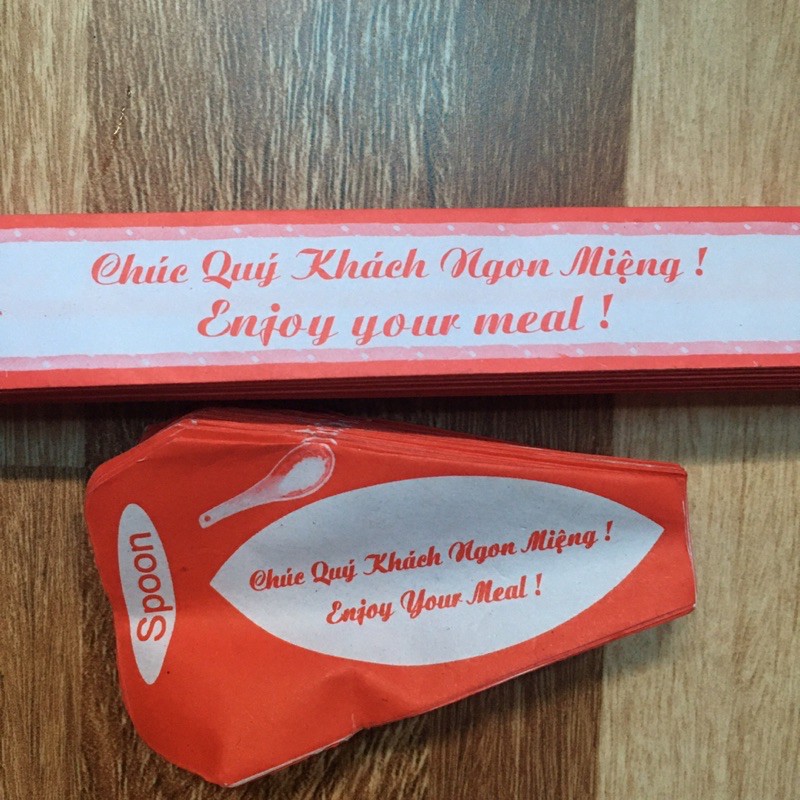 Chúc Quý Khách Ngon Miệng !
Enjoy your meal !
Spoon
Chúc Quý Khách Ngon Miệng !
Enjoy Your Meal !